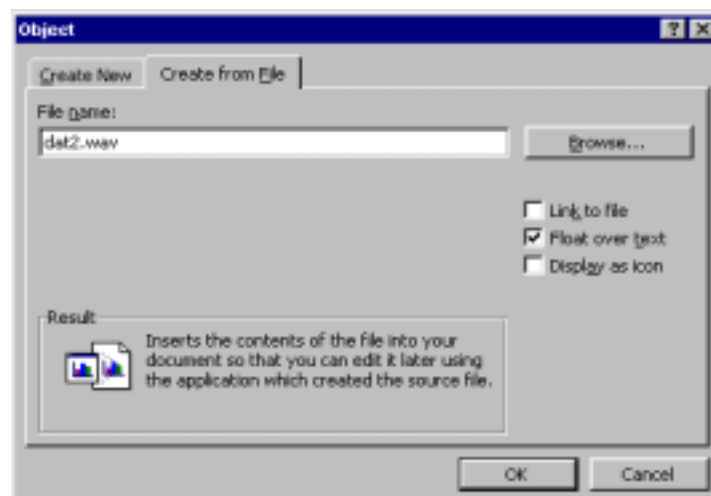 Object
Create New
Create from File
File name:
dat2.wav
Browse...
Link to file
Float over text
Display as icon
Result
Inserts the contents of the file into your
document so that you can edit it later using
the application which created the source file.
OK
Cancel